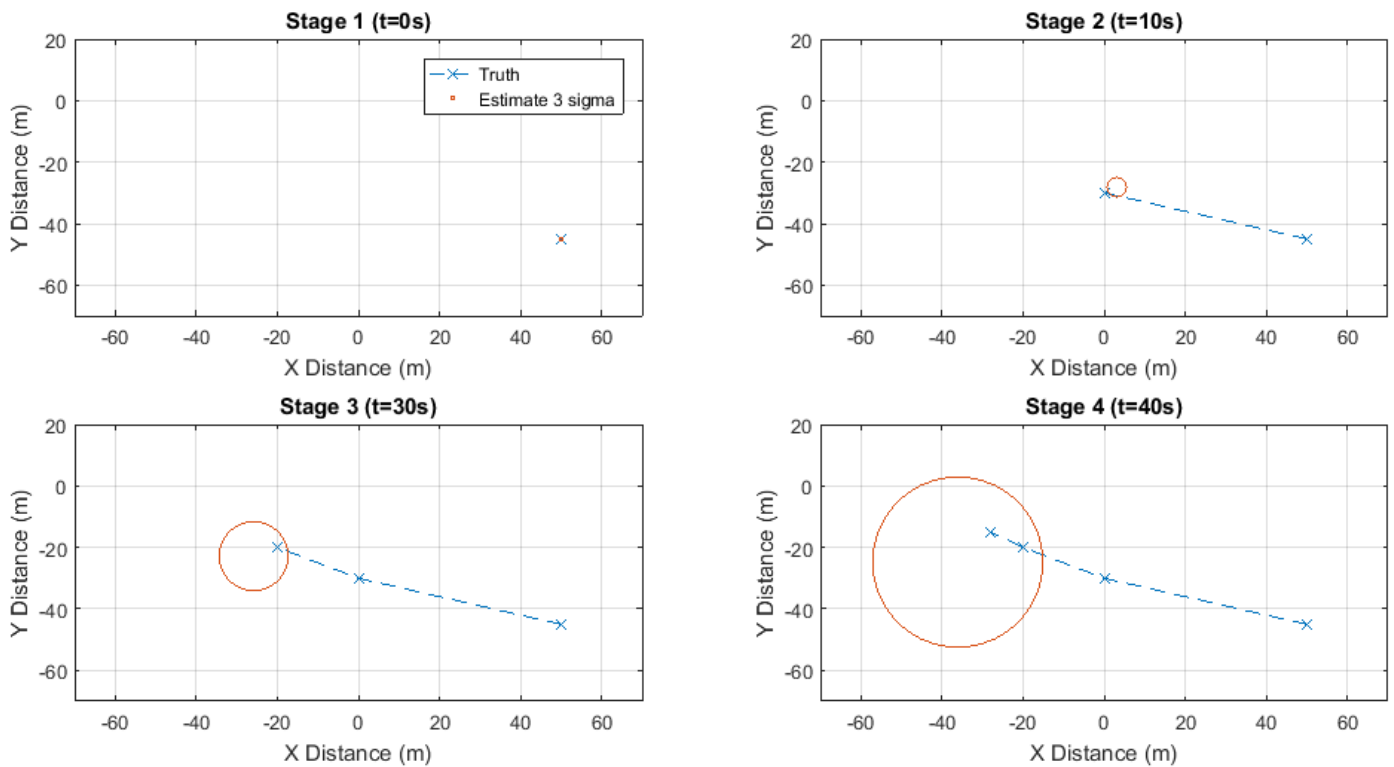 Stage 1 (t=0s)
20
0
-20
-40
-60
Y Distance (m)
-60 -40 -20 0 20 40 60
X Distance (m)
Truth
Estimate 3 sigma
Stage 2 (t=10s)
20
0
-20
-40
-60
Y Distance (m)
-60 -40 -20 0 20 40 60
X Distance (m)
Stage 3 (t=30s)
20
0
-20
-40
-60
Y Distance (m)
-60 -40 -20 0 20 40 60
X Distance (m)
Stage 4 (t=40s)
20
0
-20
-40
-60
Y Distance (m)
-60 -40 -20 0 20 40 60
X Distance (m)